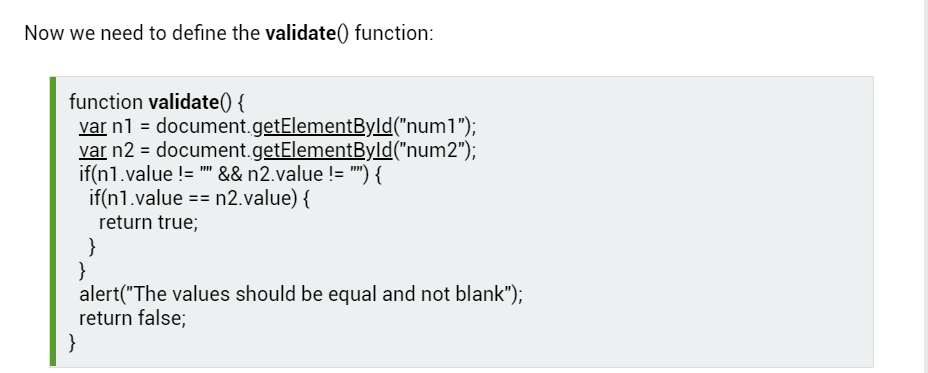 Now we need to define the validate() function:
function validate() {
var n1 = document.getElementById("num1");
var n2 = document.getElementById("num2");
if(n1.value != "" && n2.value != "") {
if(n1.value == n2.value) {
return true;
}
}
alert("The values should be equal and not blank");
return false;
}